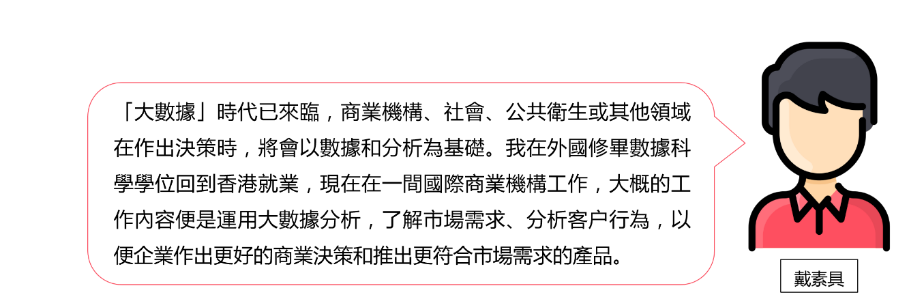 「大數據」時代已來臨，商業機構、社會、公共衞生或其他領域
在作出決策時，將會以數據和分析為基礎。我在外國修畢數據科
學學位回到香港就業，現在在一間國際商業機構工作，大概的工
作內容便是運用大數據分析，了解市場需求、分析客户行為，以
便企業作出更好的商業決策和推出更符合市場需求的產品。
戴素具